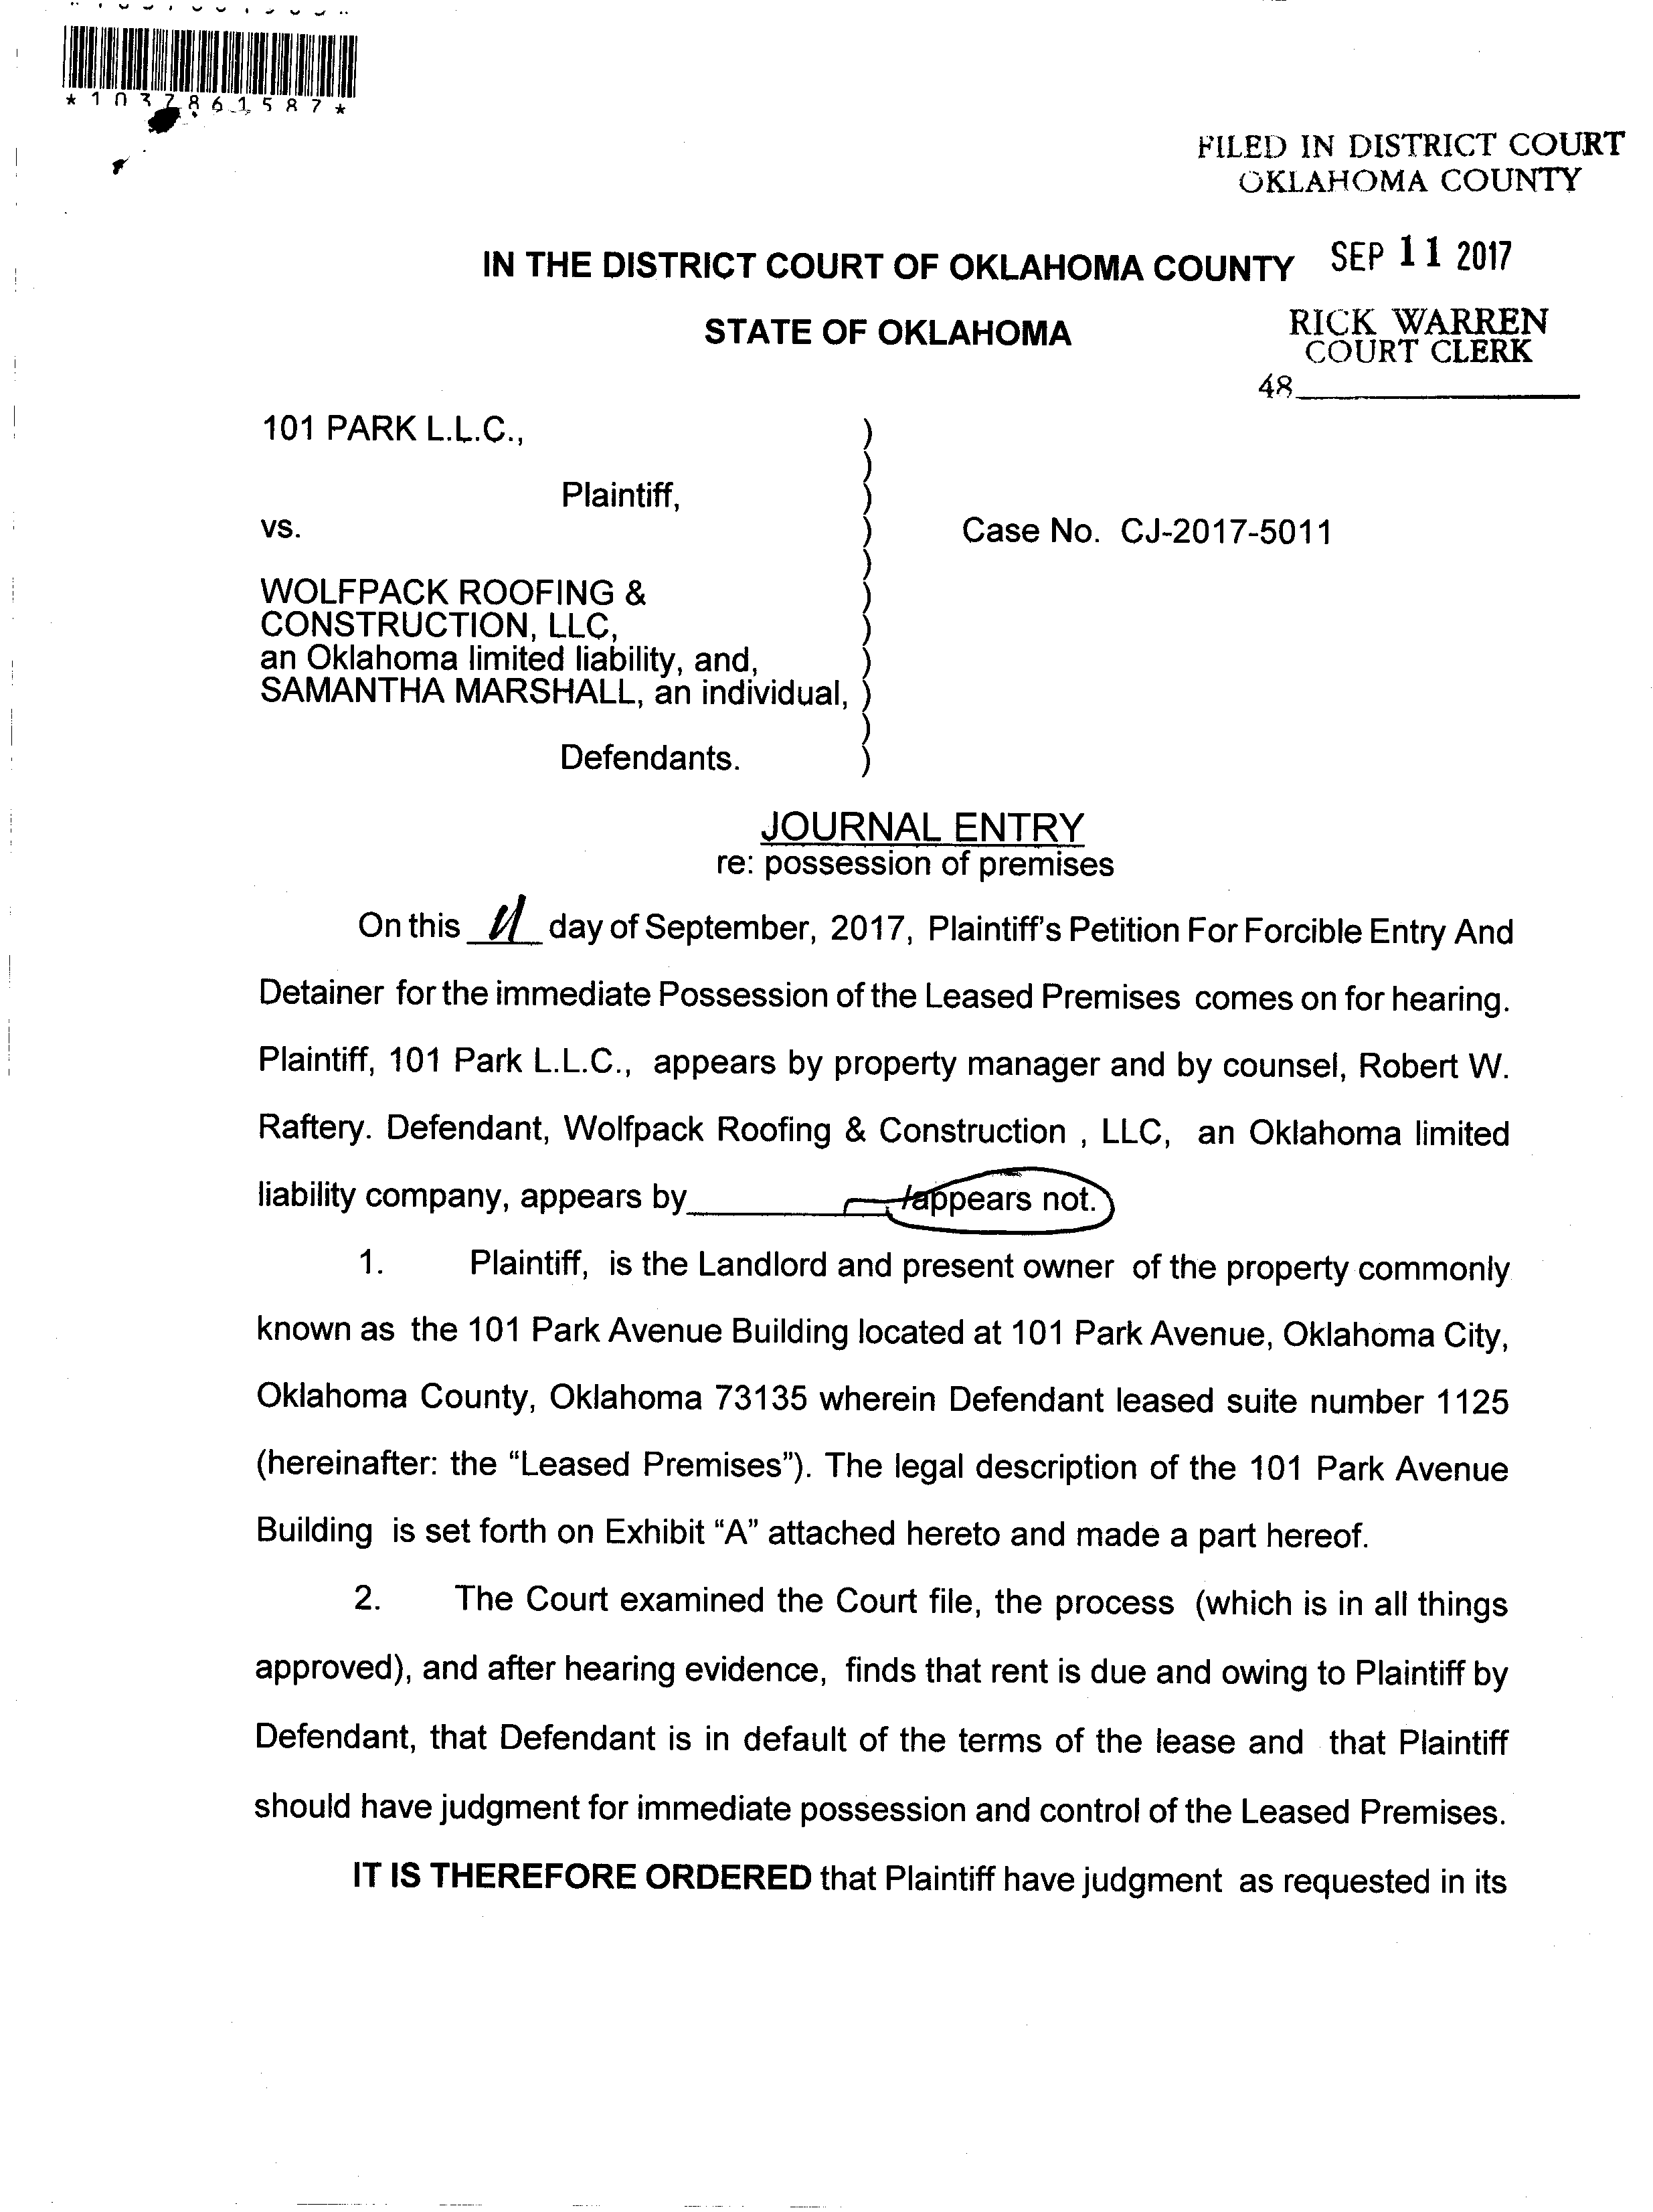 *1037861587*
FILED IN DISTRICT COURT
OKLAHOMA COUNTY
IN THE DISTRICT COURT OF OKLAHOMA COUNTY SEP 11 2017
STATE OF OKLAHOMA RICK WARREN
COURT CLERK
48
101 PARK L.L.C., )
)
Plaintiff, )
vs. ) Case No. CJ-2017-5011
)
WOLFPACK ROOFING & )
CONSTRUCTION, LLC, )
an Oklahoma limited liability, and, )
SAMANTHA MARSHALL, an individual, )
)
Defendants. )
JOURNAL ENTRY
re: possession of premises
On this 11 day of September, 2017, Plaintiff's Petition For Forcible Entry And
Detainer for the immediate Possession of the Leased Premises comes on for hearing.
Plaintiff, 101 Park L.L.C., appears by property manager and by counsel, Robert W.
Raftery. Defendant, Wolfpack Roofing & Construction , LLC, an Oklahoma limited
liability company, appears by__________/appears not.
1. Plaintiff, is the Landlord and present owner of the property commonly
known as the 101 Park Avenue Building located at 101 Park Avenue, Oklahoma City,
Oklahoma County, Oklahoma 73135 wherein Defendant leased suite number 1125
(hereinafter: the “Leased Premises”). The legal description of the 101 Park Avenue
Building is set forth on Exhibit “A” attached hereto and made a part hereof.
2. The Court examined the Court file, the process (which is in all things
approved), and after hearing evidence, finds that rent is due and owing to Plaintiff by
Defendant, that Defendant is in default of the terms of the lease and that Plaintiff
should have judgment for immediate possession and control of the Leased Premises.
IT IS THEREFORE ORDERED that Plaintiff have judgment as requested in its